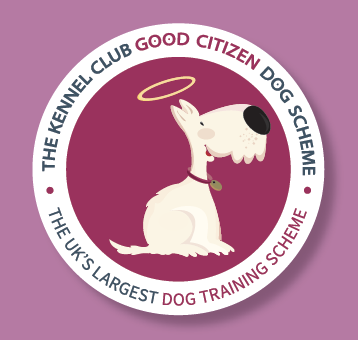 THE KENNEL CLUB GOOD CITIZEN DOG SCHEME
THE UK'S LARGEST DOG TRAINING SCHEME